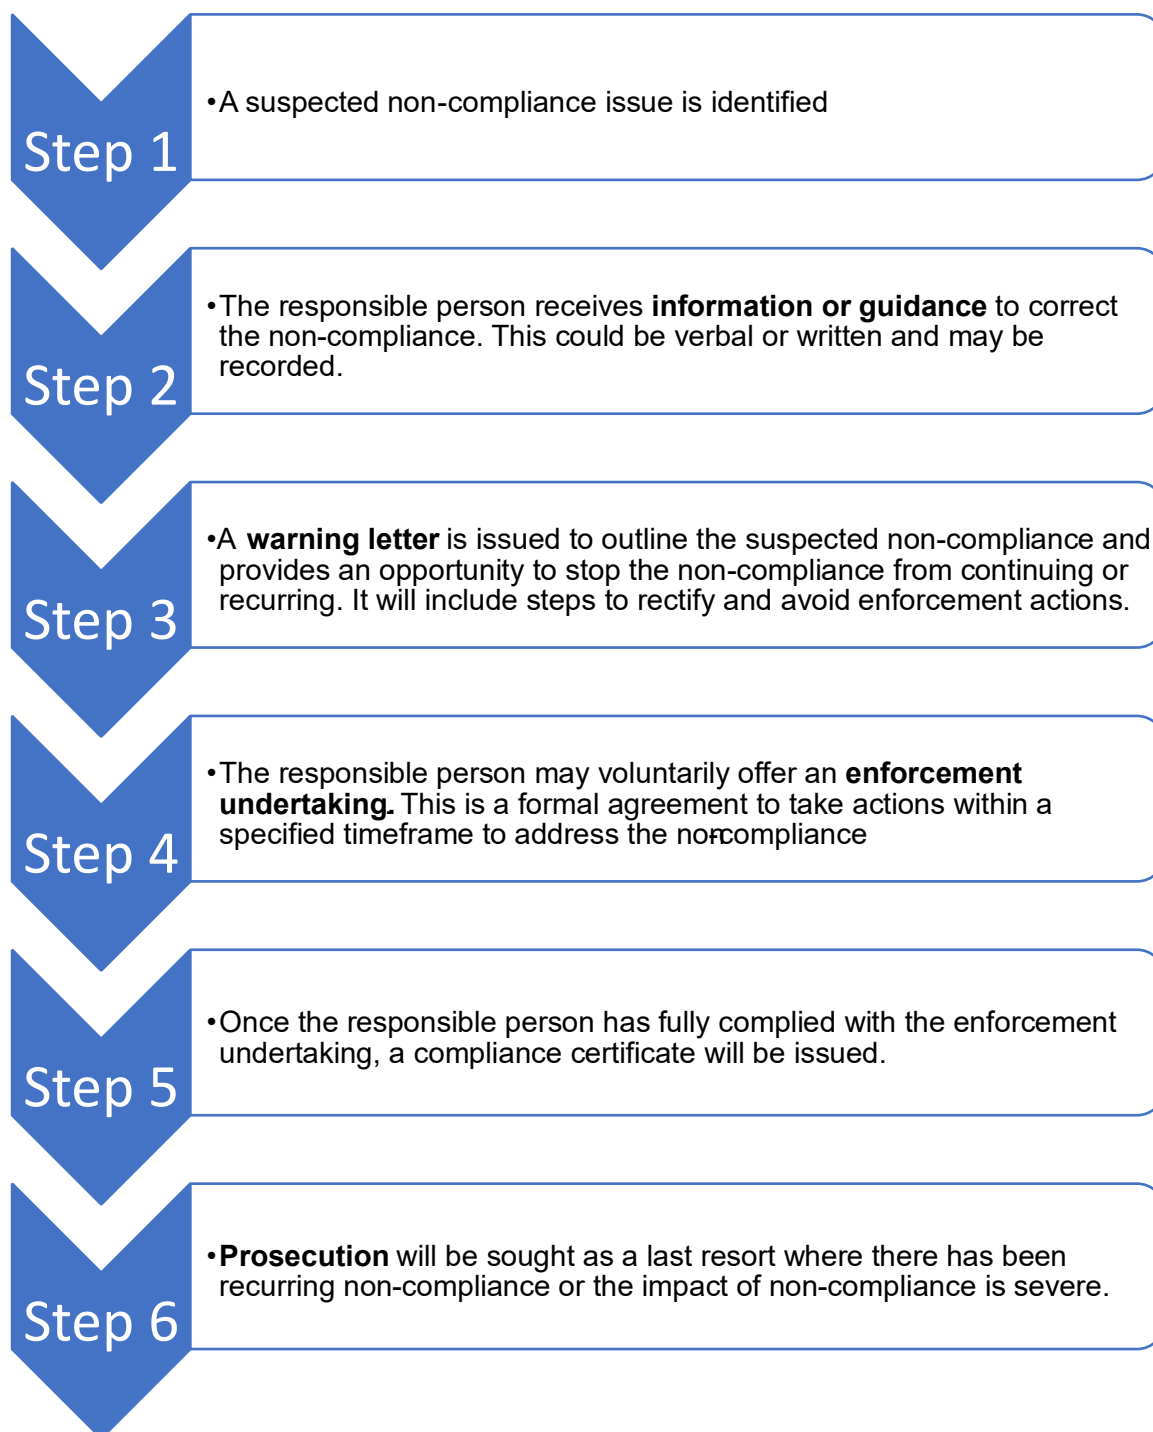 Step 1
•A suspected non-compliance issue is identified
Step 2
•The responsible person receives information or guidance to correct
the non-compliance. This could be verbal or written and may be
recorded.
Step 3
•A warning letter is issued to outline the suspected non-compliance and
provides an opportunity to stop the non-compliance from continuing or
recurring. It will include steps to rectify and avoid enforcement actions.
Step 4
•The responsible person may voluntarily offer an enforcement
undertaking. This is a formal agreement to take actions within a
specified timeframe to address the non-compliance
Step 5
•Once the responsible person has fully complied with the enforcement
undertaking, a compliance certificate will be issued.
Step 6
•Prosecution will be sought as a last resort where there has been
recurring non-compliance or the impact of non-compliance is severe.